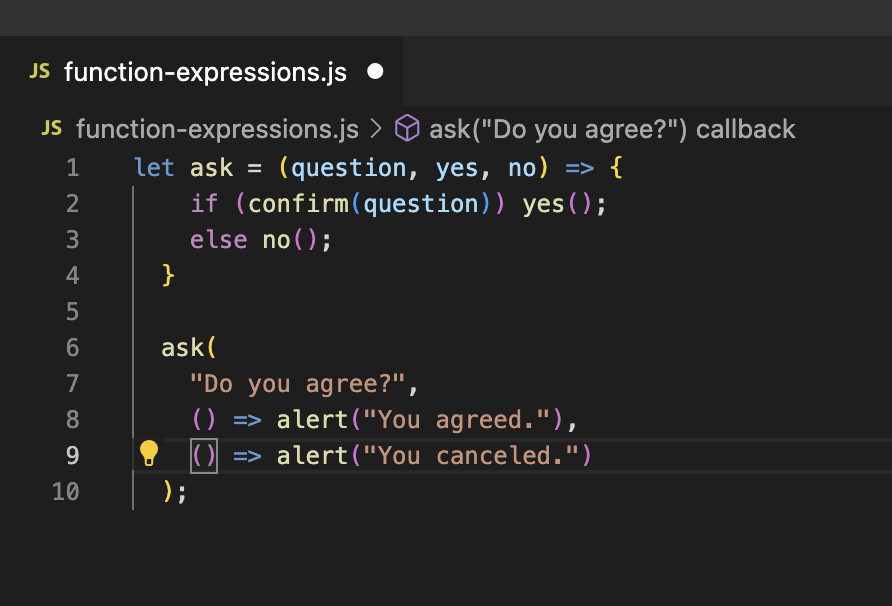 JS function-expressions.js
JS function-expressions.js > ask("Do you agree?") callback
1 let ask = (question, yes, no) => {
2 if (confirm(question)) yes();
3 else no();
4 }
5
6 ask(
7 "Do you agree?",
8 () => alert("You agreed."),
9 () => alert("You canceled.")
10 );